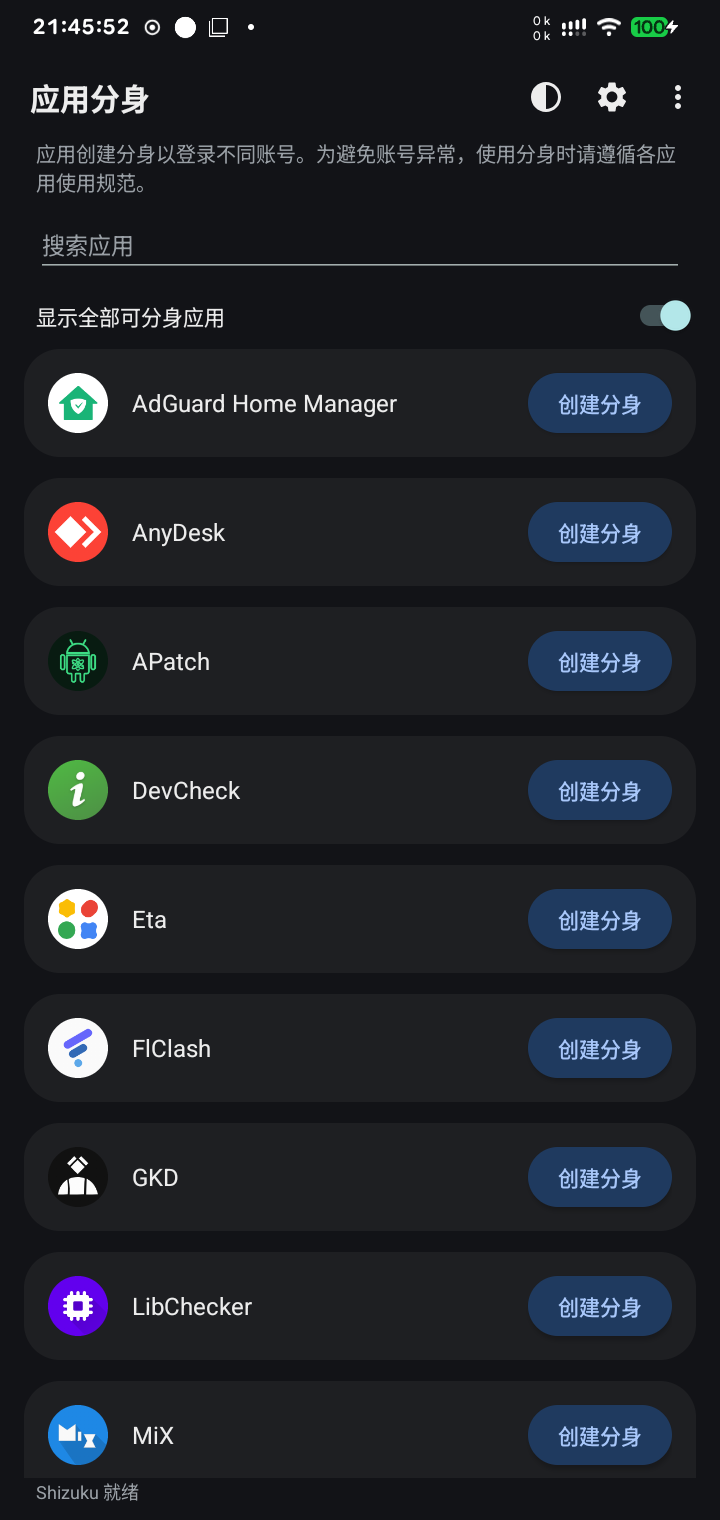 21:45:52
0 k
0 k
100
应用分身
应用创建分身以登录不同账号。为避免账号异常，使用分身时请遵循各应
用使用规范。
搜索应用
显示全部可分身应用
AdGuard Home Manager 创建分身
AnyDesk 创建分身
APatch 创建分身
DevCheck 创建分身
Eta 创建分身
FlClash 创建分身
GKD 创建分身
LibChecker 创建分身
MiX 创建分身
Shizuku 就绪